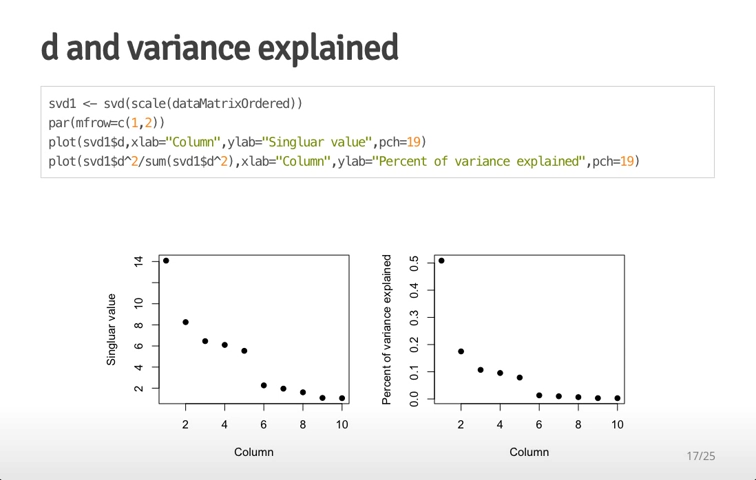 d and variance explained
svd1 <- svd(scale(dataMatrixOrdered))
par(mfrow=c(1,2))
plot(svd1$d,xlab="Column",ylab="Singluar value",pch=19)
plot(svd1$d^2/sum(svd1$d^2),xlab="Column",ylab="Percent of variance explained",pch=19)
Singluar value
14
10
8
6
4
2
2 4 6 8 10
Column
Percent of variance explained
0.5
0.4
0.3
0.2
0.1
0.0
2 4 6 8 10
Column
17/25